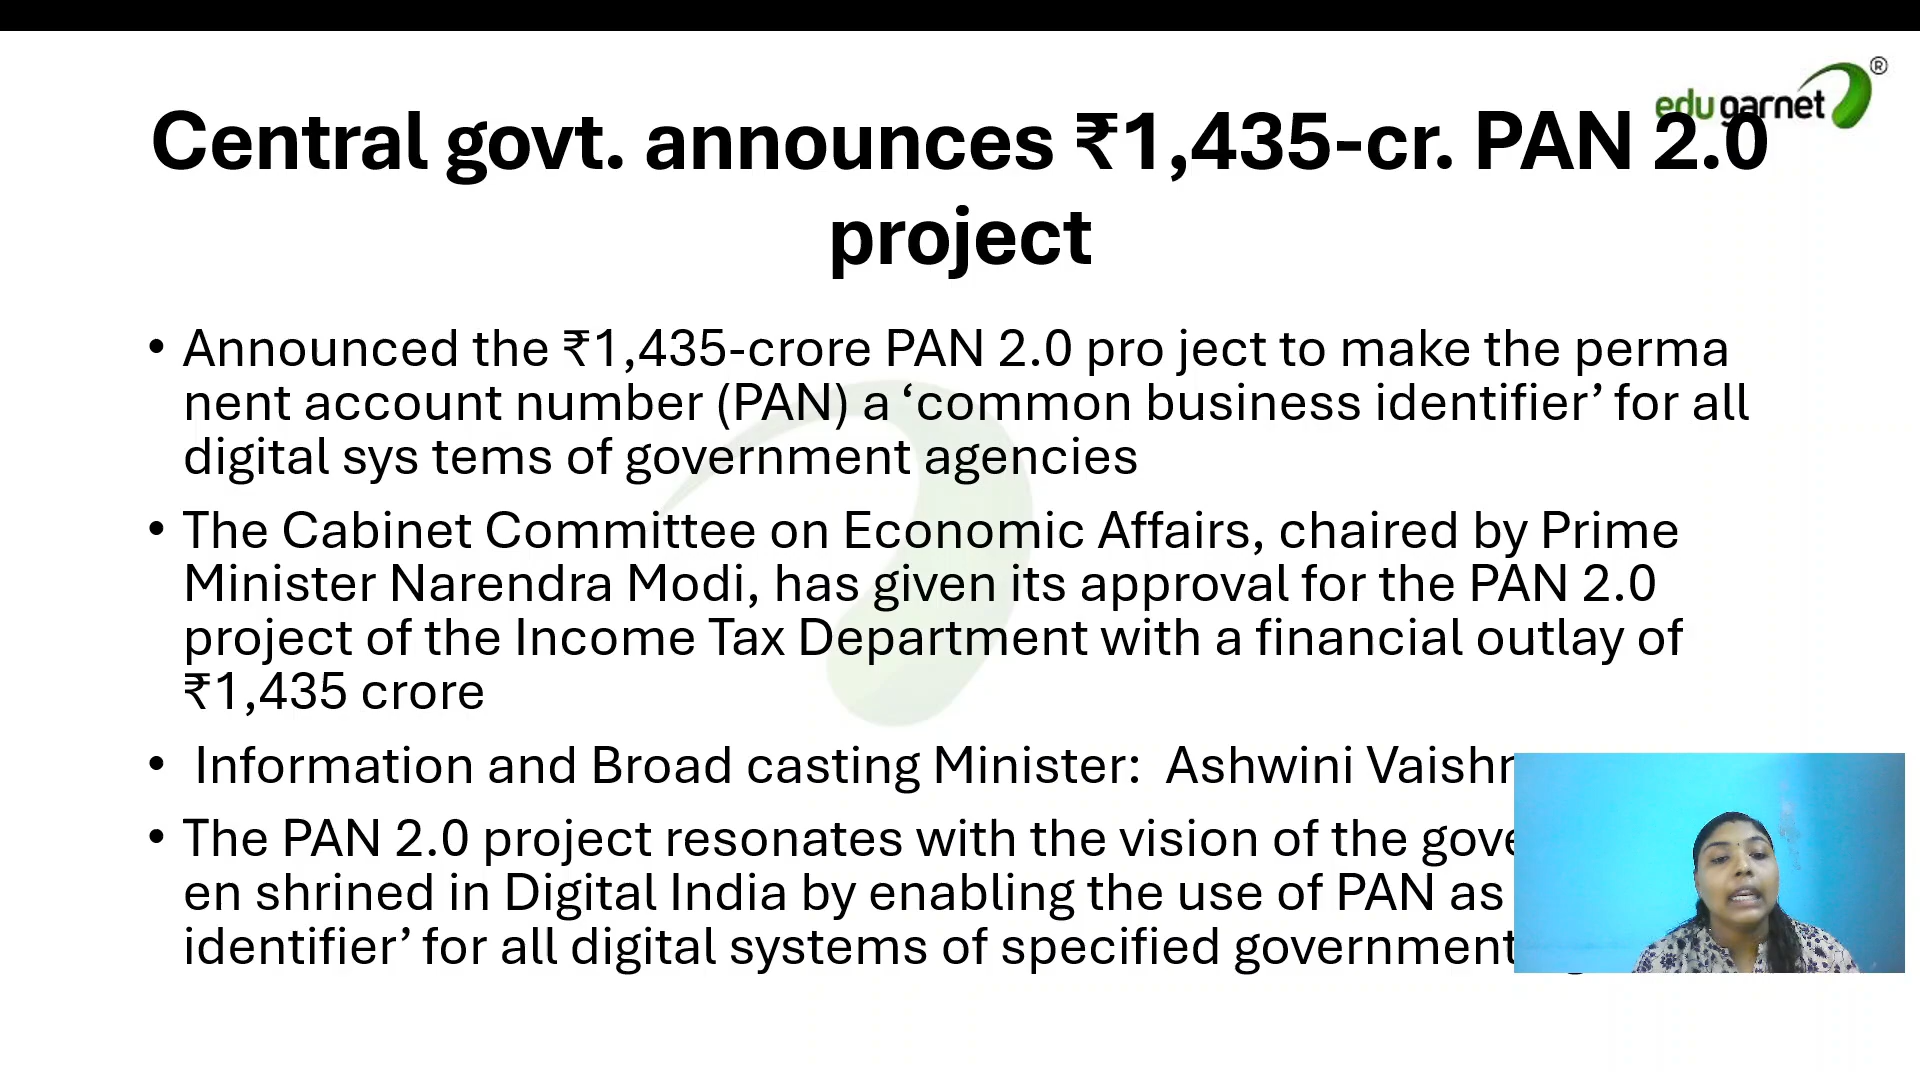 edu garnet ®
Central govt. announces ₹1,435-cr. PAN 2.0
project
• Announced the ₹1,435-crore PAN 2.0 pro ject to make the perma
nent account number (PAN) a ‘common business identifier’ for all
digital sys tems of government agencies
• The Cabinet Committee on Economic Affairs, chaired by Prime
Minister Narendra Modi, has given its approval for the PAN 2.0
project of the Income Tax Department with a financial outlay of
₹1,435 crore
• Information and Broad casting Minister: Ashwini
• The PAN 2.0 project resonates with the vision of the
en shrined in Digital India by enabling the use of PAN as
identifier’ for all digital systems of specified government